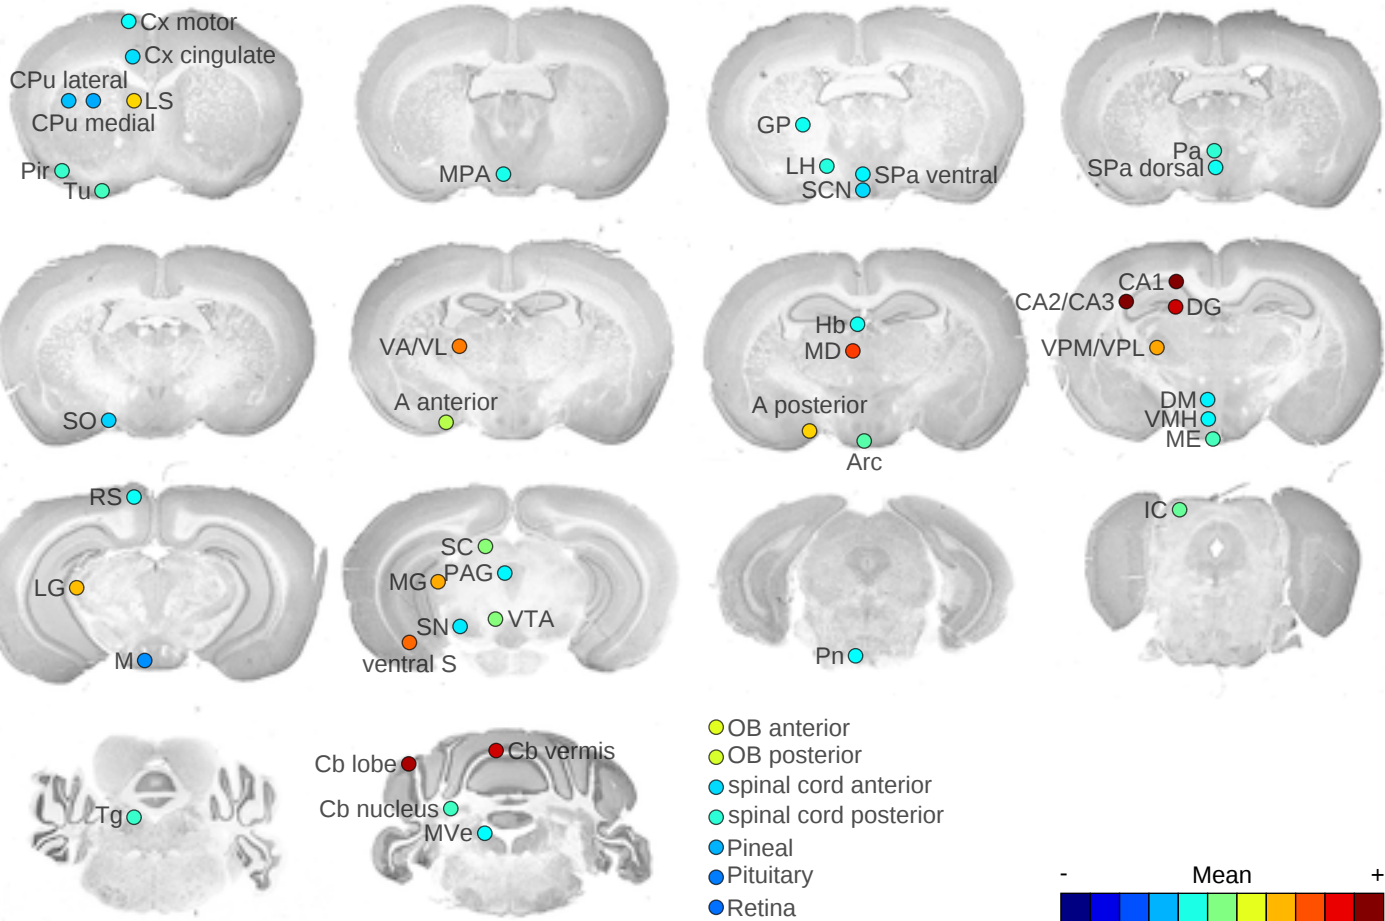 Cx motor
Cx cingulate
CPu lateral
LS
CPu medial
Pir
Tu
MPA
GP
LH
SPa ventral
SCN
Pa
SPa dorsal
SO
VA/VL
A anterior
Hb
MD
A posterior
Arc
CA1
CA2/CA3
DG
VPM/VPL
DM
VMH
ME
RS
LG
M
SC
MG
PAG
SN
VTA
ventral S
Pn
IC
Tg
Cb lobe
Cb vermis
Cb nucleus
MVe
OB anterior
OB posterior
spinal cord anterior
spinal cord posterior
Pineal
Pituitary
Retina
- Mean +